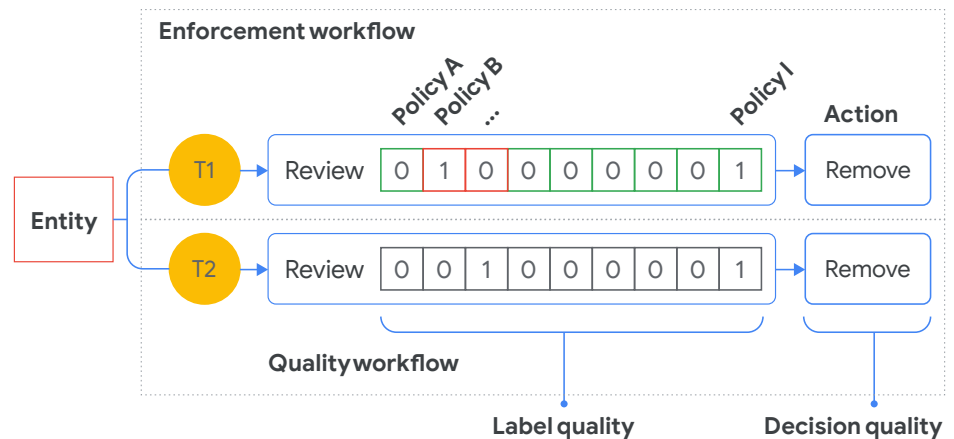 Enforcement workflow
Policy A
Policy B
...
Policy I
Action
T1
Review
0 1 0 0 0 0 0 0 1
Remove
Entity
T2
Review
0 0 1 0 0 0 0 0 1
Remove
Quality workflow
Label quality
Decision quality